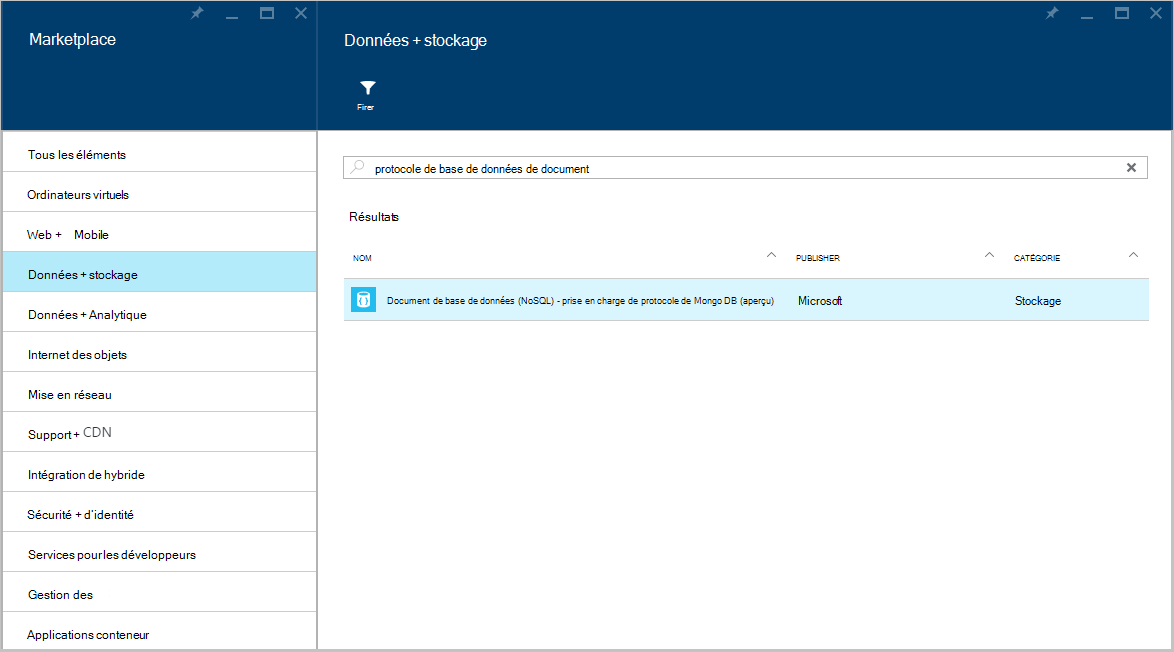 Marketplace
Tous les éléments
Ordinateurs virtuels
Web + Mobile
Données + stockage
Données + Analytique
Internet des objets
Mise en réseau
Support + CDN
Intégration de hybride
Sécurité + d'identité
Services pour les développeurs
Gestion des
Applications conteneur
Données + stockage
Firer
protocole de base de données de document
Résultats
NOM PUBLISHER CATÉGORIE
Document de base de données (NoSQL) - prise en charge de protocole de Mongo DB (aperçu) Microsoft Stockage